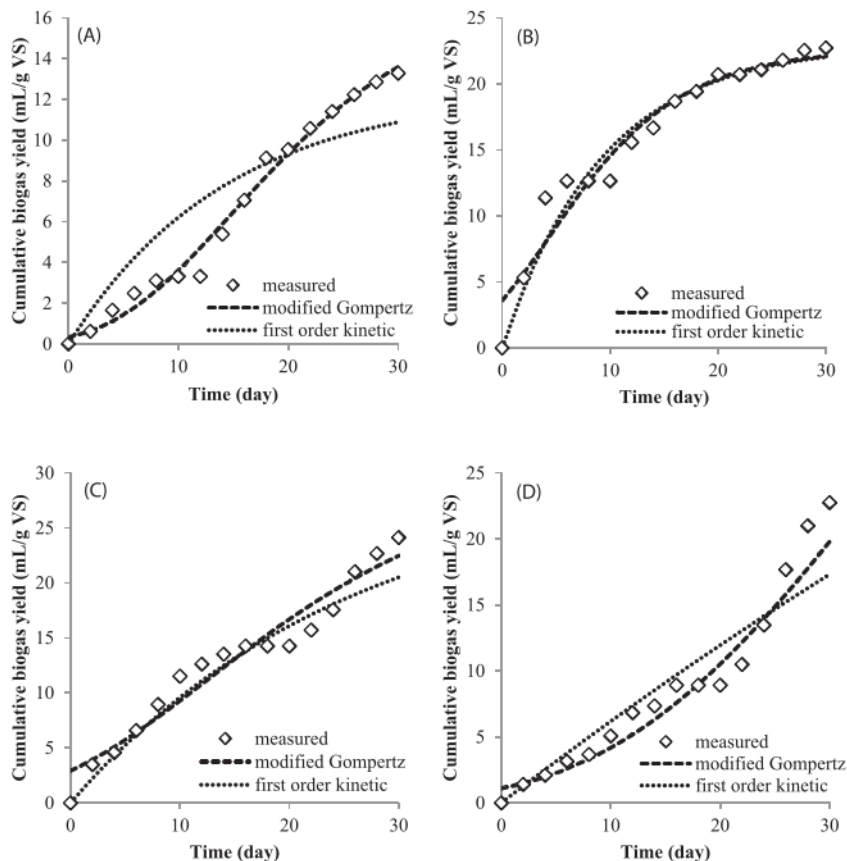 (A)
Cumulative biogas yield (mL/g VS)
16
14
12
10
8
6
4
2
0
measured
modified Gompertz
first order kinetic
0 10 20 30
Time (day)
(B)
Cumulative biogas yield (mL/g VS)
25
20
15
10
5
0
measured
modified Gompertz
first order kinetic
0 10 20 30
Time (day)
(C)
Cumulative biogas yield (mL/g VS)
30
25
20
15
10
5
0
measured
modified Gompertz
first order kinetic
0 10 20 30
Time (day)
(D)
Cumulative biogas yield (mL/g VS)
25
20
15
10
5
0
measured
modified Gompertz
first order kinetic
0 10 20 30
Time (day)